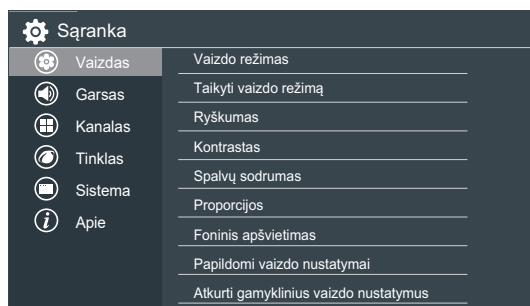 Sąranka
Vaizdas
Garsas
Kanalas
Tinklas
Sistema
Apie
Vaizdo režimas
Taikyti vaizdo režimą
Ryškumas
Kontrastas
Spalvų sodrumas
Proporcijos
Foninis apšvietimas
Papildomi vaizdo nustatymai
Atkurti gamyklinius vaizdo nustatymus